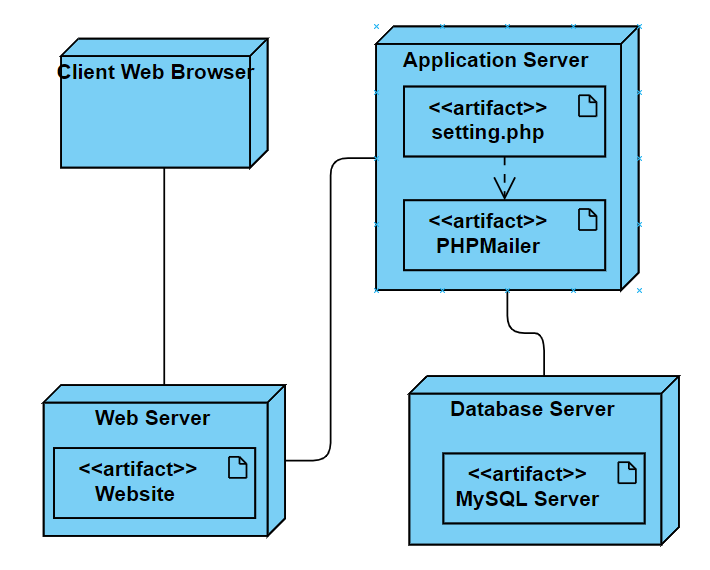 Client Web Browser
Application Server
<<artifact>>
setting.php
<<artifact>>
PHPMailer
Web Server
<<artifact>>
Website
Database Server
<<artifact>>
MySQL Server